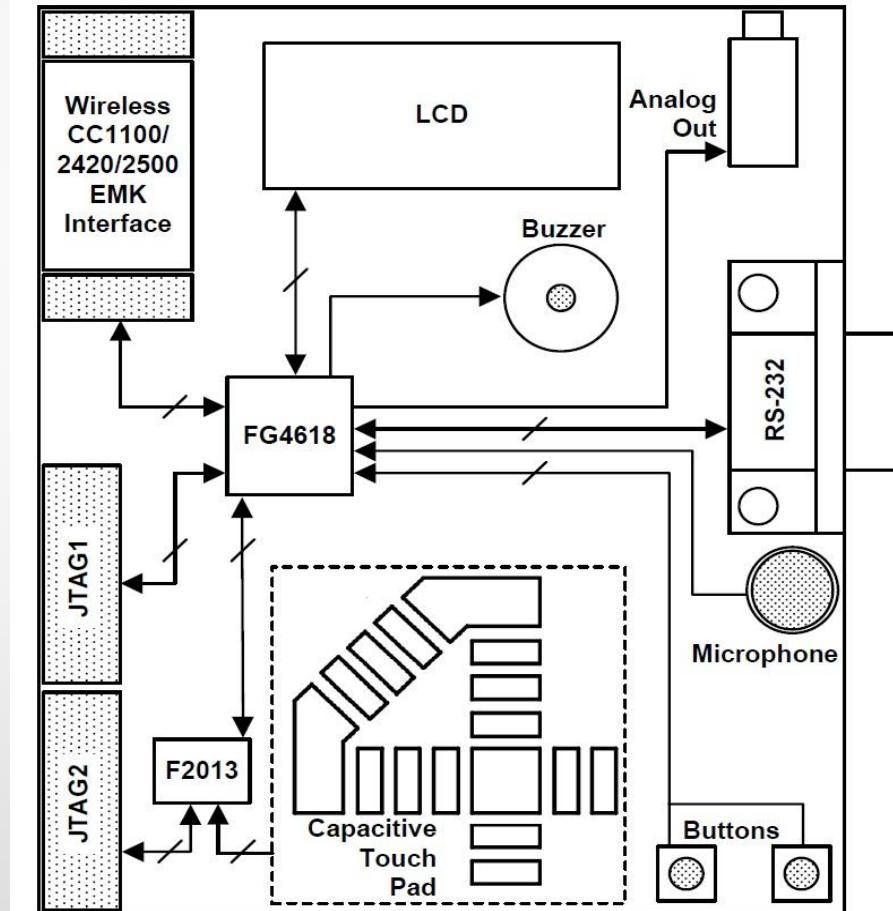 Wireless
CC1100/
2420/2500
EMK
Interface
LCD
Analog
Out
Buzzer
FG4618
RS-232
JTAG1
Microphone
JTAG2
F2013
Capacitive
Touch
Pad
Buttons